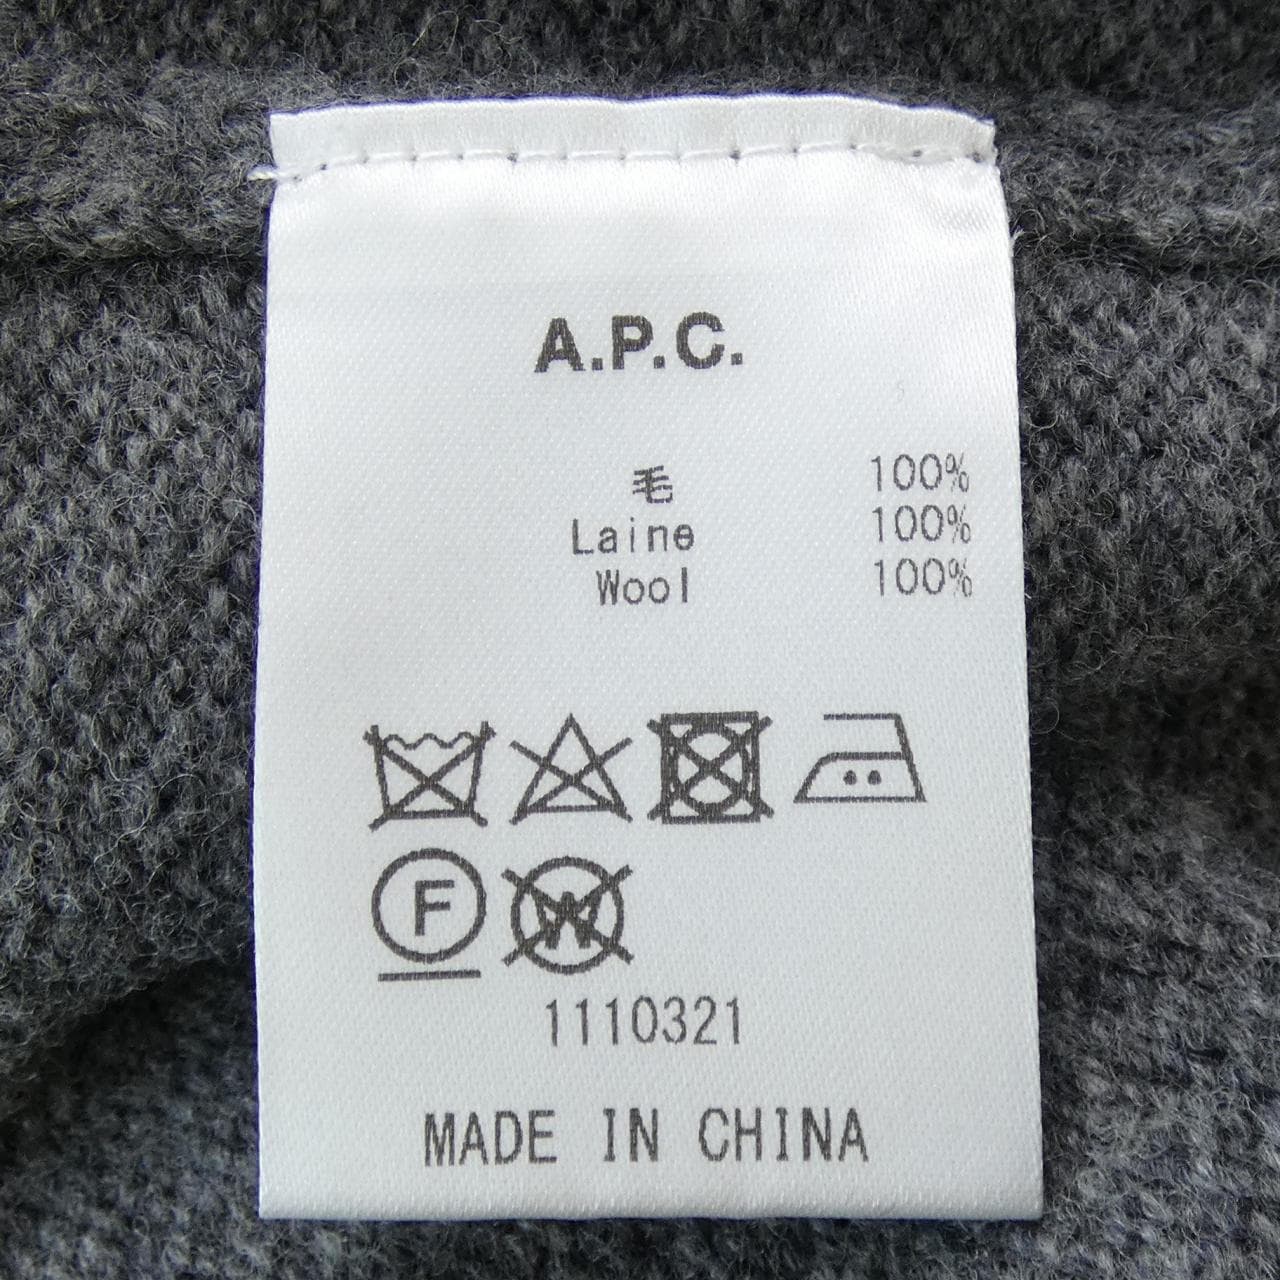 A.P.C.
毛 100%
Laine 100%
Wool 100%
F W
1110321
MADE IN CHINA